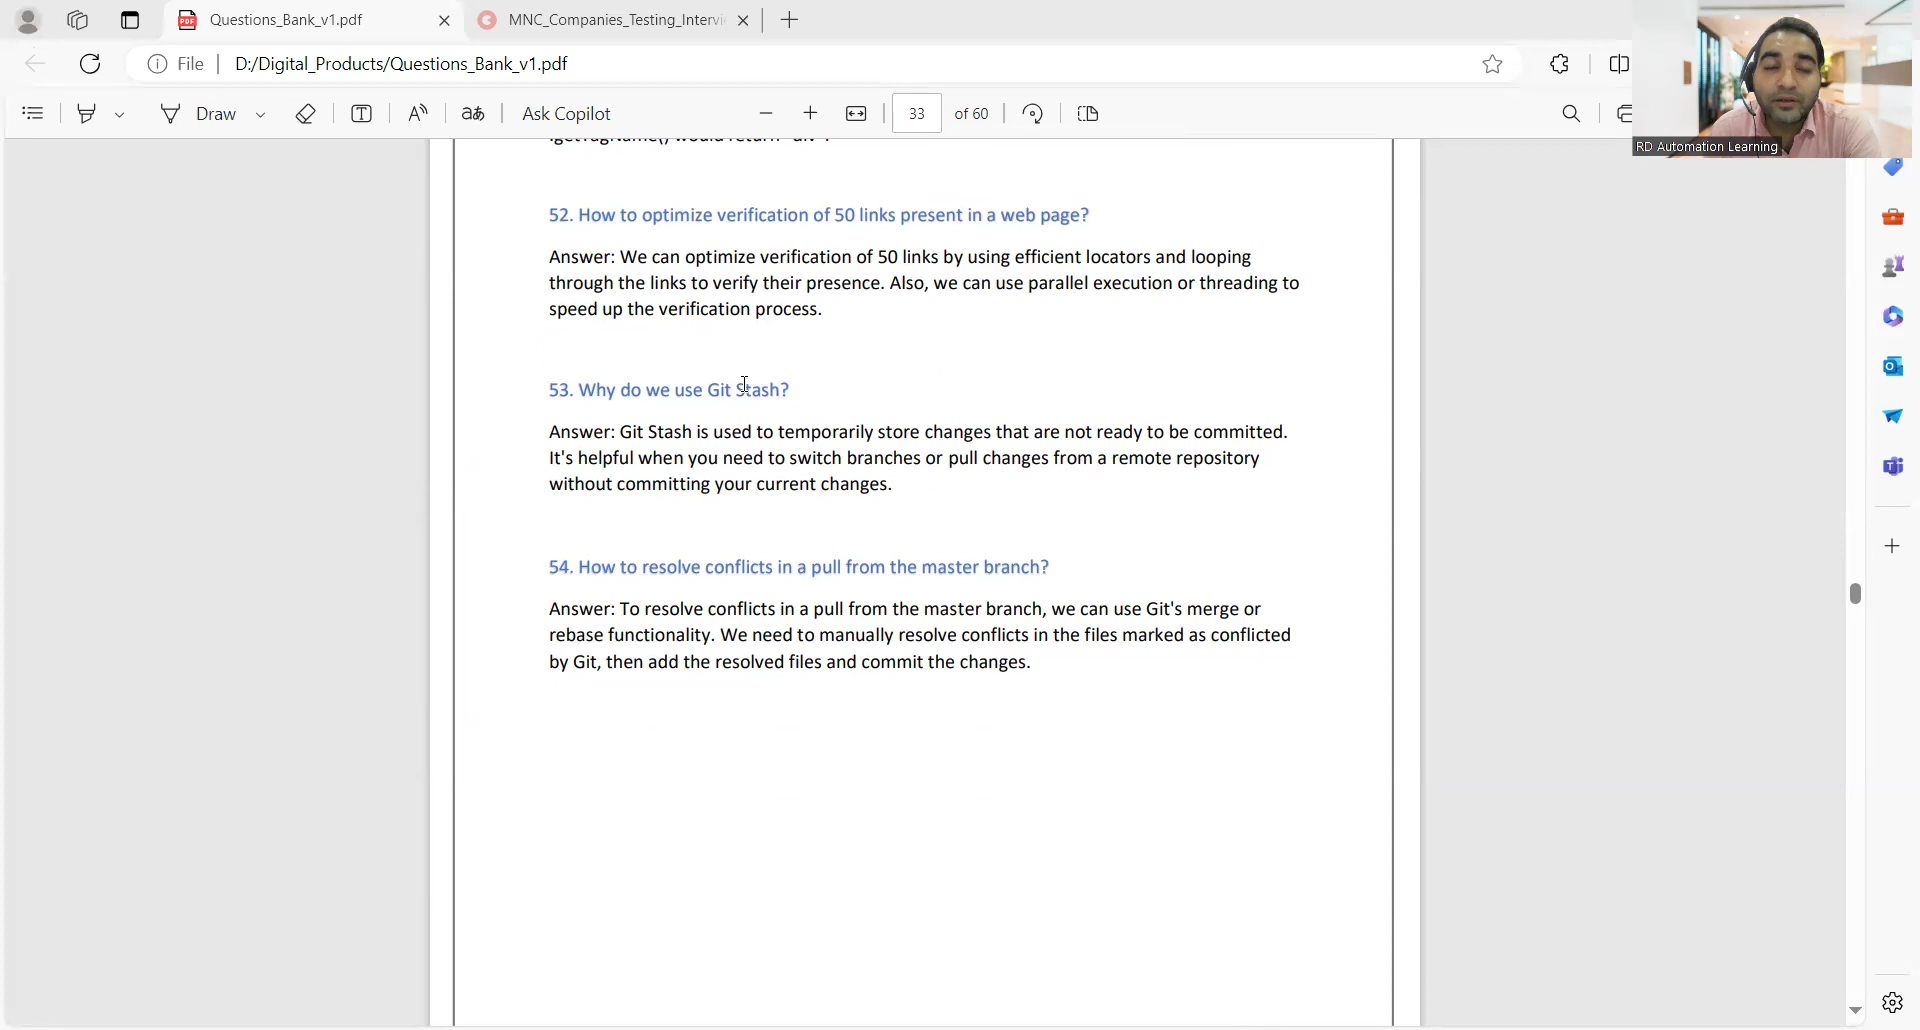 Questions_Bank_v1.pdf
MNC_Companies_Testing_Intervi
File
D:/Digital_Products/Questions_Bank_v1.pdf
Draw
aあ
Ask Copilot
33 of 60
RD Automation Learning
52. How to optimize verification of 50 links present in a web page?
Answer: We can optimize verification of 50 links by using efficient locators and looping
through the links to verify their presence. Also, we can use parallel execution or threading to
speed up the verification process.
53. Why do we use Git Stash?
Answer: Git Stash is used to temporarily store changes that are not ready to be committed.
It's helpful when you need to switch branches or pull changes from a remote repository
without committing your current changes.
54. How to resolve conflicts in a pull from the master branch?
Answer: To resolve conflicts in a pull from the master branch, we can use Git's merge or
rebase functionality. We need to manually resolve conflicts in the files marked as conflicted
by Git, then add the resolved files and commit the changes.